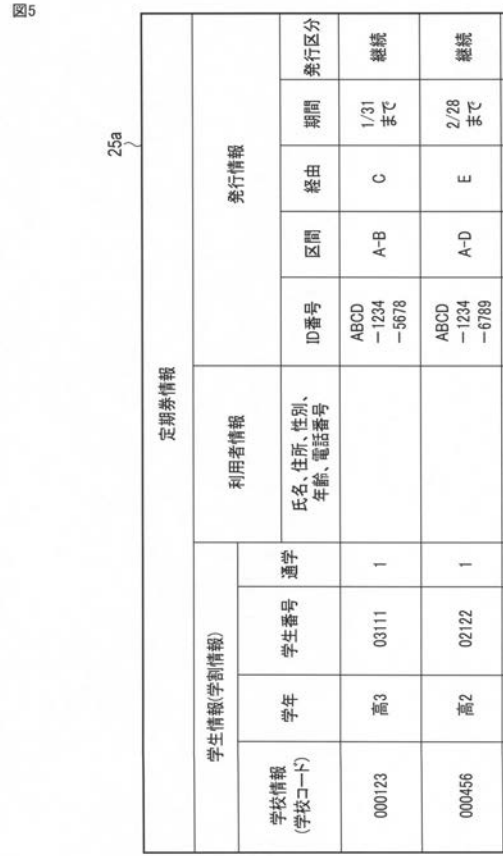 図5
25a
定期券情報
学生情報(学割情報)
利用者情報
発行情報
学校情報
(学校コード)
学年
学生番号
通学
氏名、住所、性別、
年齢、電話番号
ID番号
区間
経由
期間
発行区分
000123
高3
03111
1
ABCD
-1234
-5678
A-B
C
1/31
まで
継続
000456
高2
02122
1
ABCD
-1234
-6789
A-D
E
2/28
まで
継続